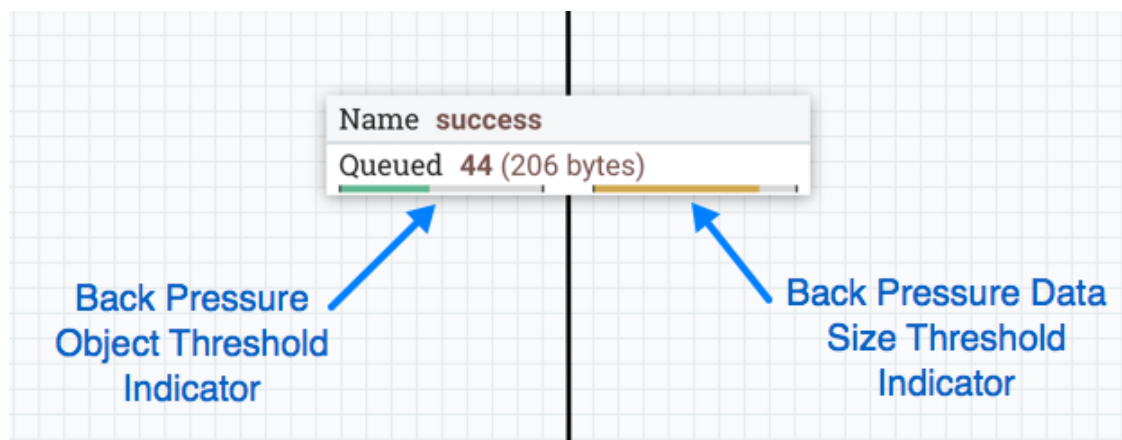 Name success
Queued 44 (206 bytes)
Back Pressure
Object Threshold
Indicator
Back Pressure Data
Size Threshold
Indicator